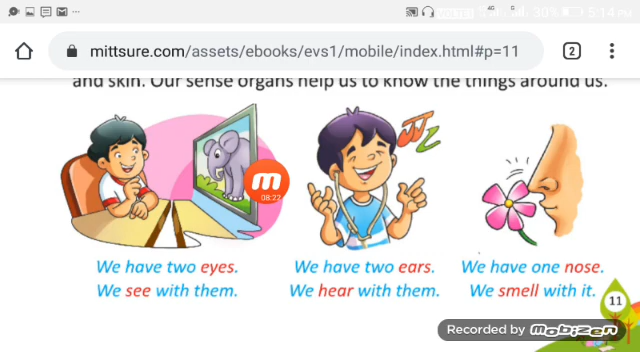 30% 5:14 PM
mittsure.com/assets/ebooks/evs1/mobile/index.html#p=11
2
and skin. Our sense organs help us to know the things around us.
08:22
We have two eyes.
We see with them.
We have two ears.
We hear with them.
We have one nose.
We smell with it.
11
Recorded by Mobizen